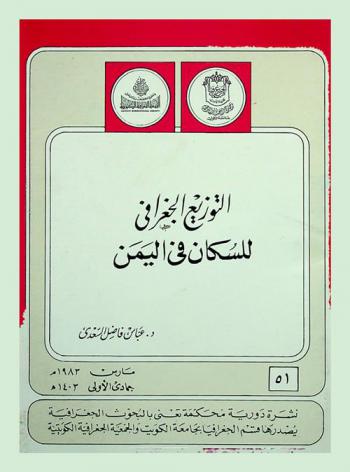 التوزيع الجغرافي
للسكان في اليمن
د. عباس فاضل السعدي
مارس ١٩٨٣م
جمادى الأولى ١٤٠٣هـ
٥١
نشرة دورية محكمة تعنى بالبحوث الجغرافية
يصدرها قسم الجغرافيا بجامعة الكويت والجمعية الجغرافية الكويتية